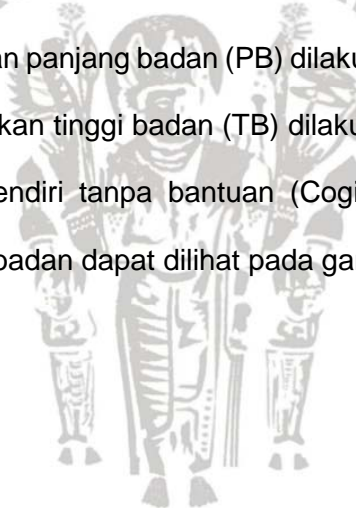 an panjang badan (PB) dilaku
kan tinggi badan (TB) dilaku
endiri tanpa bantuan (Cogi
badan dapat dilihat pada ga